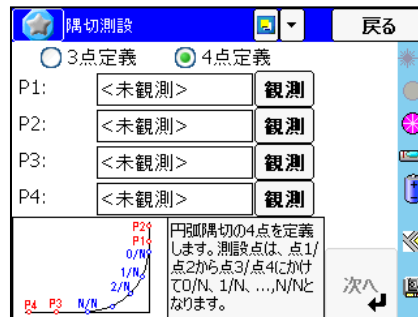 隅切測設
戻る
3点定義 4点定義
P1: <未観測> 観測
P2: <未観測> 観測
P3: <未観測> 観測
P4: <未観測> 観測
P2
P1
0/N
1/N
2/N
P4 P3 N/N
円弧隅切の4点を定義
します。測設点は、点1/
点2から点3/点4にかけ
て0/N、1/N、...,N/Nと
なります。
次へ